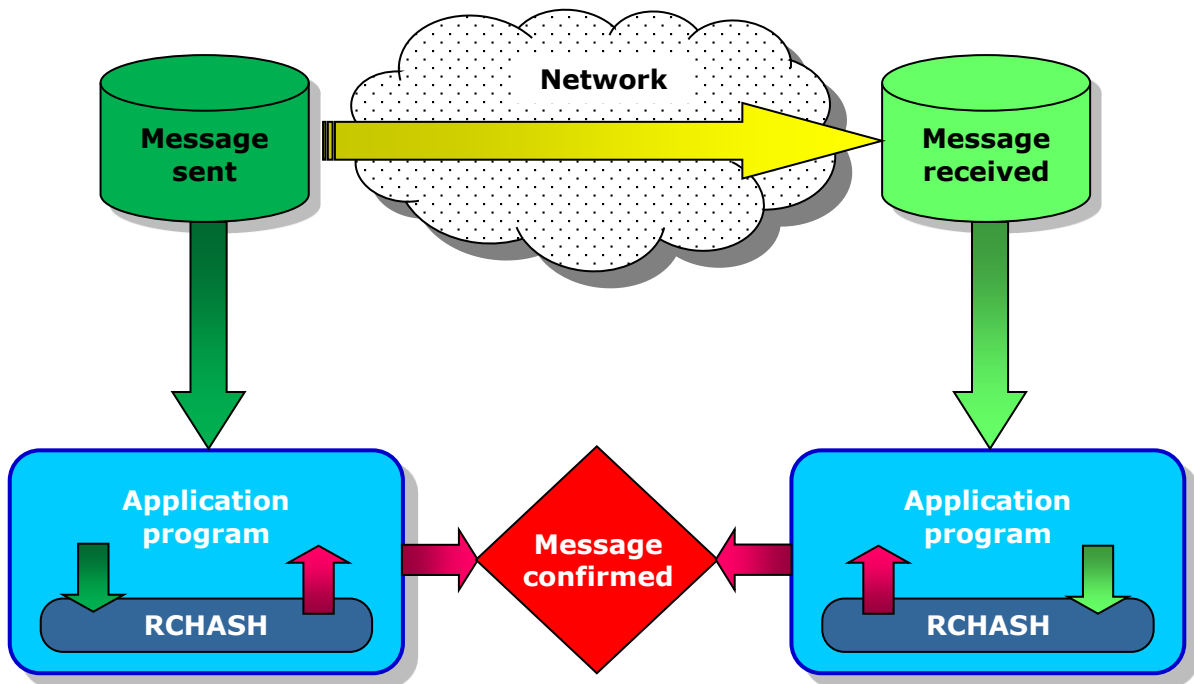 Network
Message
sent
Message
received
Application
program
RCHASH
Message
confirmed
Application
program
RCHASH